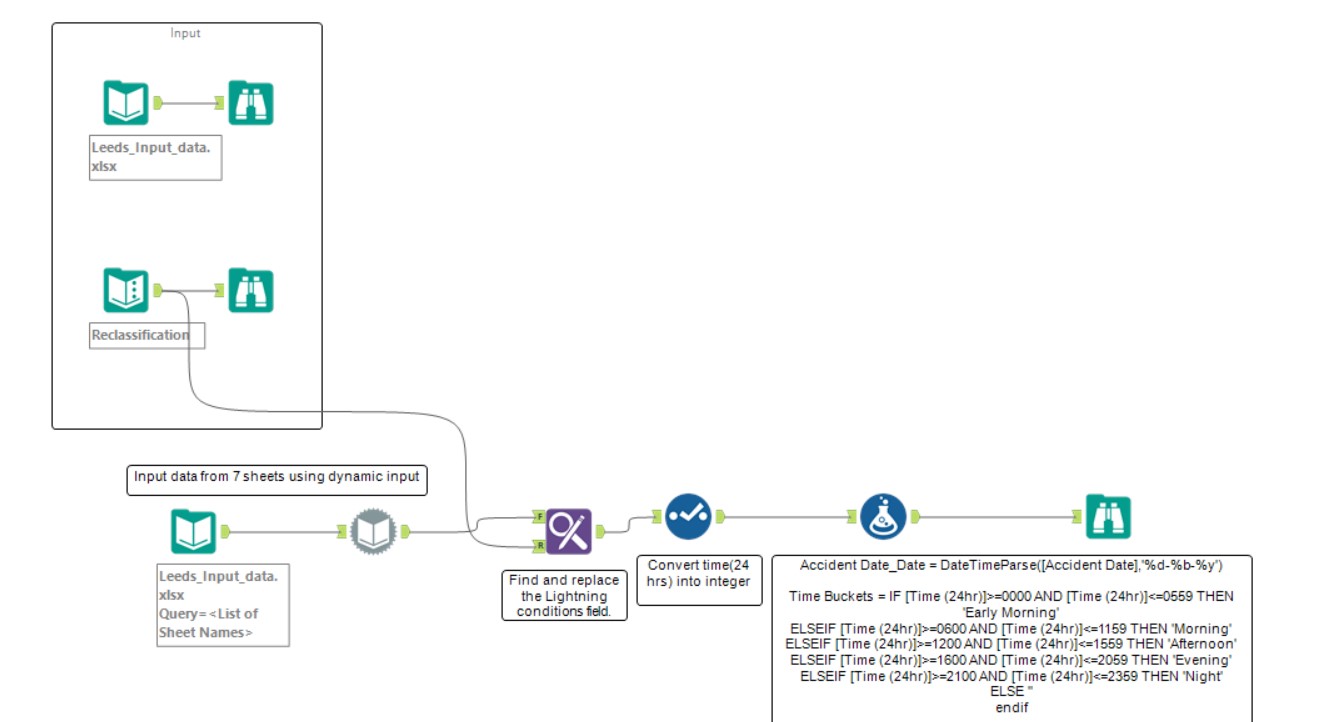 Input
Leeds_Input_data.
xlsx
Reclassification
Input data from 7 sheets using dynamic input
Leeds_Input_data.
xlsx
Query=<List of
Sheet Names>
F
R
Find and replace
the Lightning
conditions field.
Convert time(24
hrs) into integer
Accident Date_Date = DateTimeParse([Accident Date],'%d-%b-%y')
Time Buckets = IF [Time (24hr)]>=0000 AND [Time (24hr)]<=0559 THEN
'Early Morning'
ELSEIF [Time (24hr)]>=0600 AND [Time (24hr)]<=1159 THEN 'Morning'
ELSEIF [Time (24hr)]>=1200 AND [Time (24hr)]<=1559 THEN 'Afternoon'
ELSEIF [Time (24hr)]>=1600 AND [Time (24hr)]<=2059 THEN 'Evening'
ELSEIF [Time (24hr)]>=2100 AND [Time (24hr)]<=2359 THEN 'Night'
ELSE ''
endif